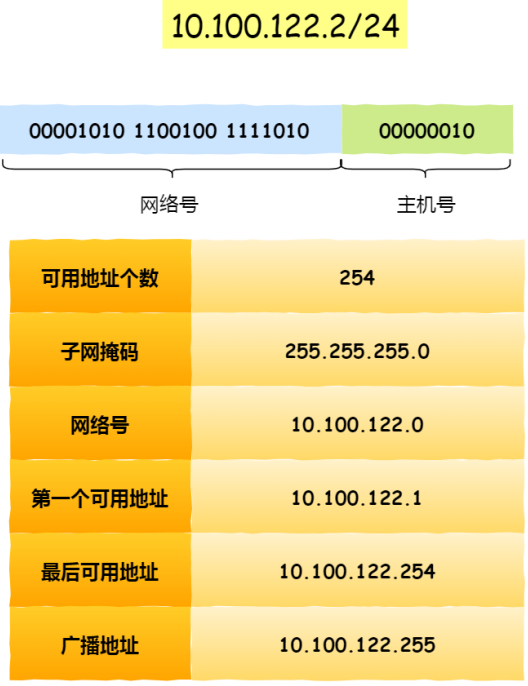 10.100.122.2/24
00001010 1100100 1111010 00000010
网络号 主机号
可用地址个数 254
子网掩码 255.255.255.0
网络号 10.100.122.0
第一个可用地址 10.100.122.1
最后可用地址 10.100.122.254
广播地址 10.100.122.255